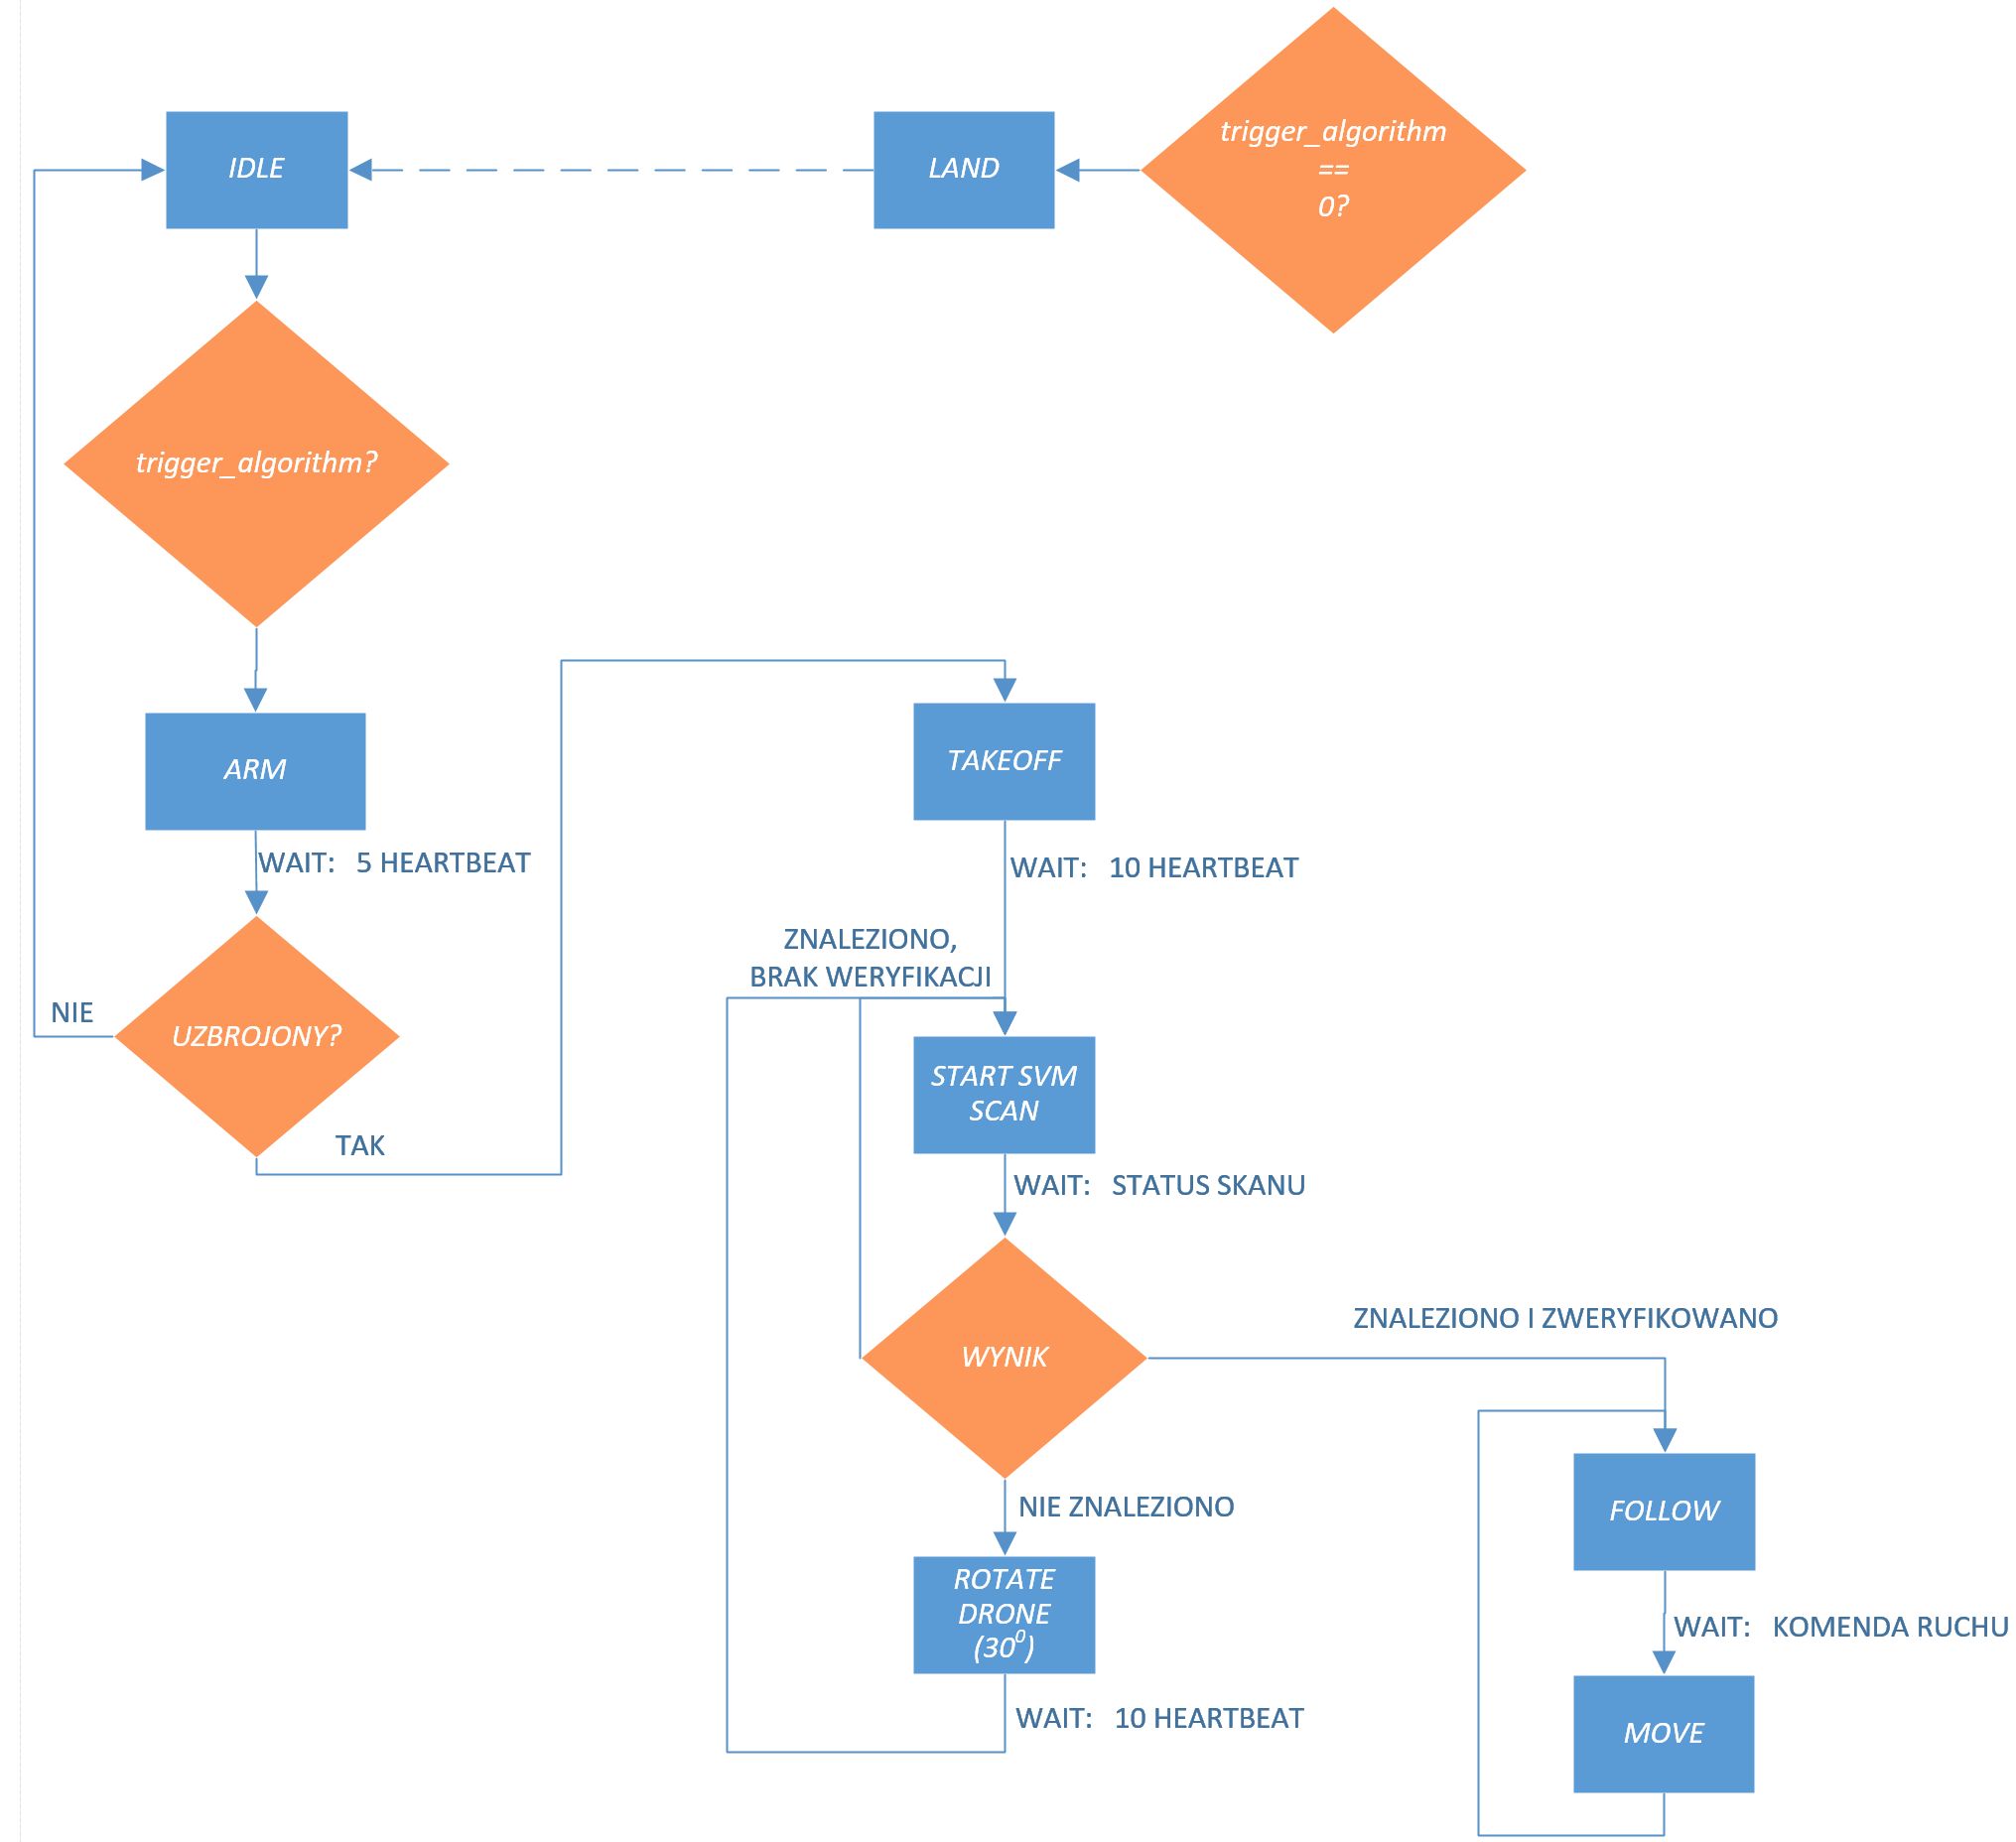 IDLE
LAND
trigger_algorithm
==
0?
trigger_algorithm?
ARM
WAIT: 5 HEARTBEAT
UZBROJONY?
NIE
TAK
TAKEOFF
WAIT: 10 HEARTBEAT
ZNALEZIONO,
BRAK WERYFIKACJI
START SVM
SCAN
WAIT: STATUS SKANU
WYNIK
ZNALEZIONO I ZWERYFIKOWANO
NIE ZNALEZIONO
ROTATE
DRONE
(30⁰)
WAIT: 10 HEARTBEAT
FOLLOW
WAIT: KOMENDA RUCHU
MOVE